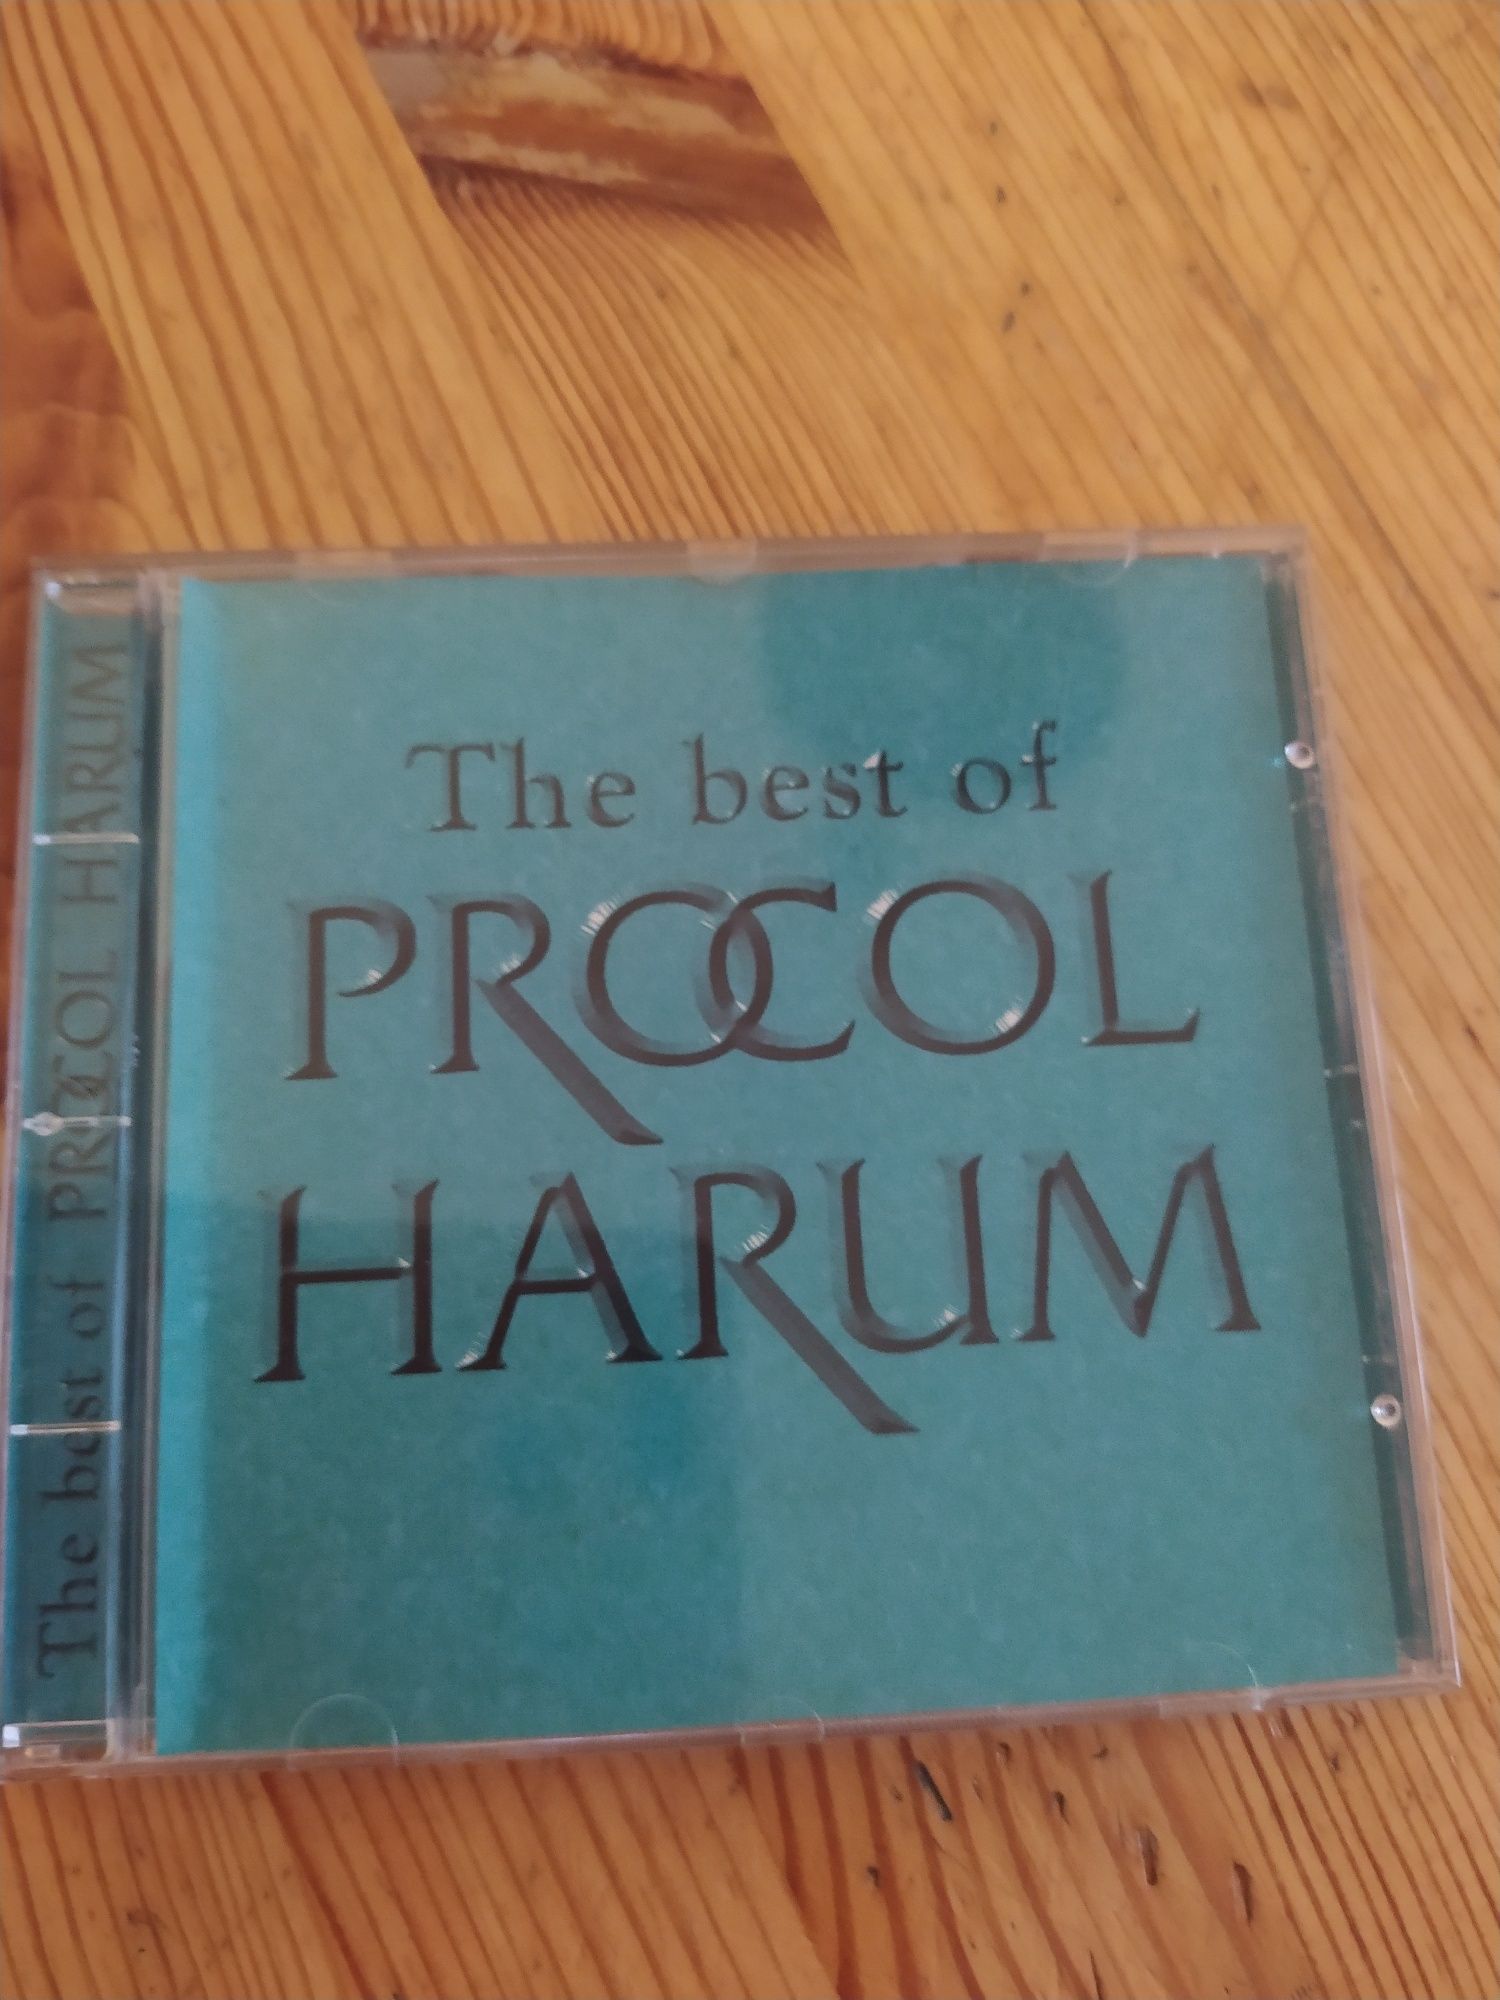 The best of
PROCOL
HARUM
The best of PROCOL HARUM